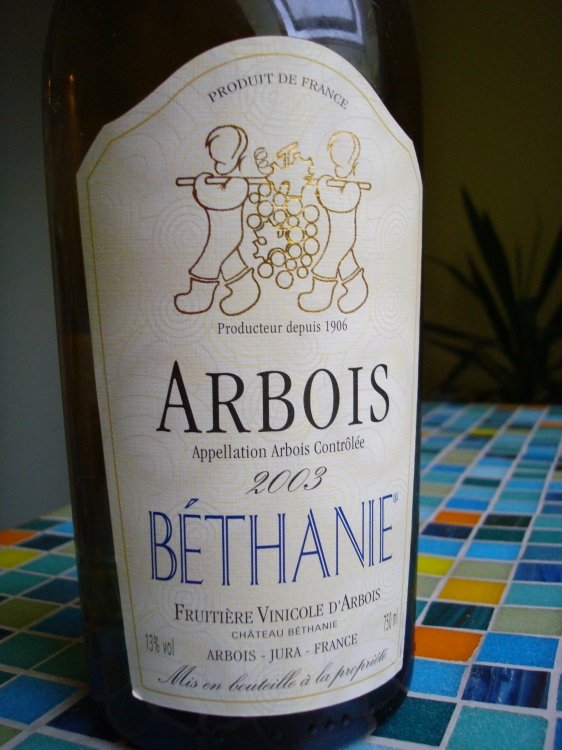 PRODUIT DE FRANCE
Producteur depuis 1906
ARBOIS
Appellation Arbois Contrôlée
2003
BÉTHANIE®
FRUITIÈRE VINICOLE D'ARBOIS
CHÂTEAU BÉTHANIE
13% vol
750 ml
ARBOIS - JURA - FRANCE
Mis en bouteille à la propriété